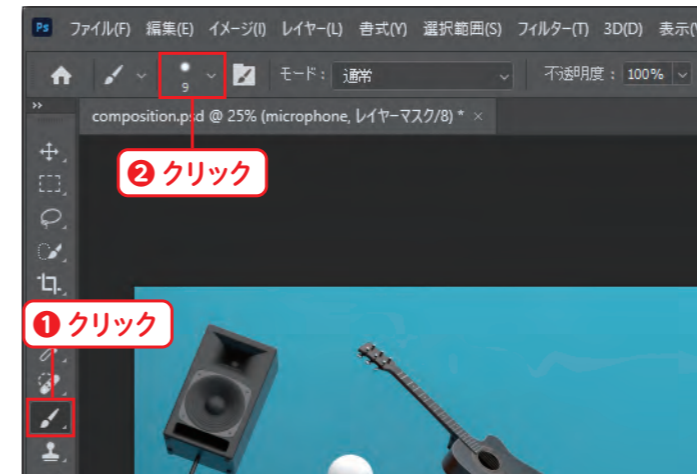 Ps ファイル(F) 編集(E) イメージ(I) レイヤー(L) 書式(Y) 選択範囲(S) フィルター(T) 3D(D) 表示(V
9 モード： 通常 不透明度： 100%
composition.psd @ 25% (microphone, レイヤーマスク/8) * ×
❷ クリック
❶ クリック